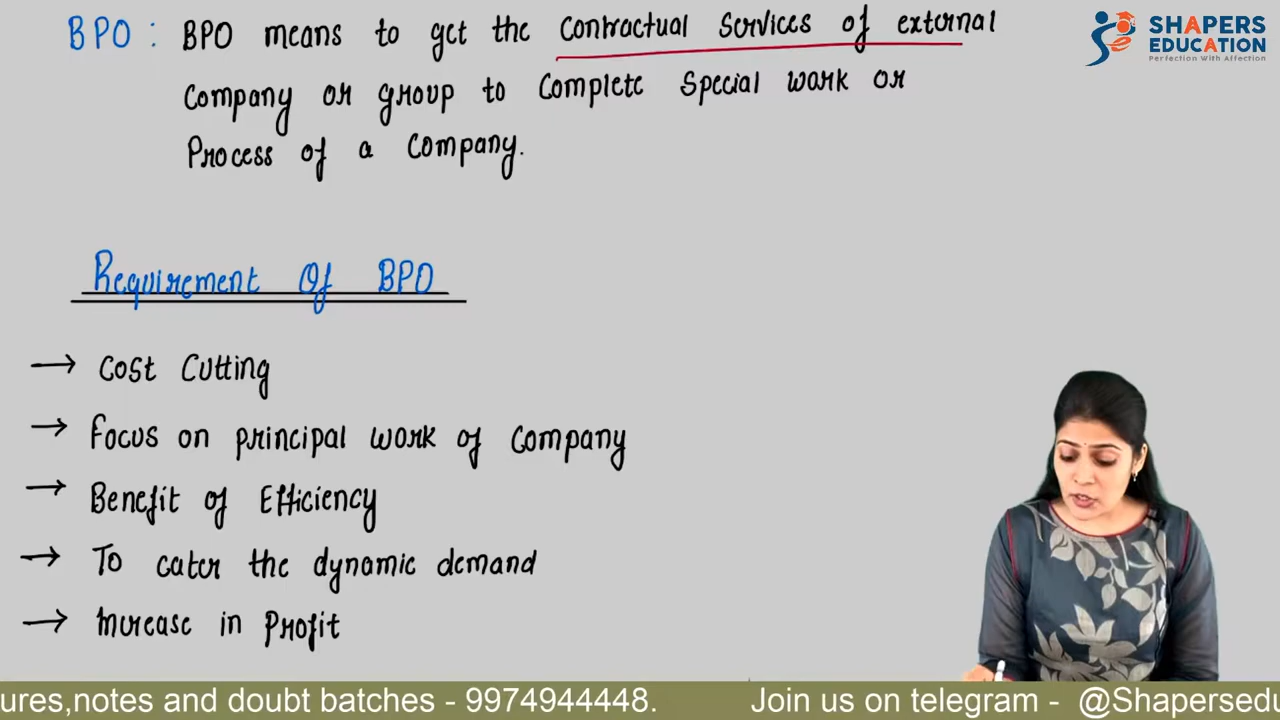 BPO : BPO means to get the Contractual Services of external
Company or group to Complete Special work or
Process of a Company.
SHAPERS
EDUCATION
Perfection With Affection
Requirement Of BPO
→ Cost Cutting
→ Focus on principal work of Company
→ Benefit of Efficiency
→ To cater the dynamic demand
→ Increase in Profit
ures,notes and doubt batches - 9974944448. Join us on telegram - @Shapersedu